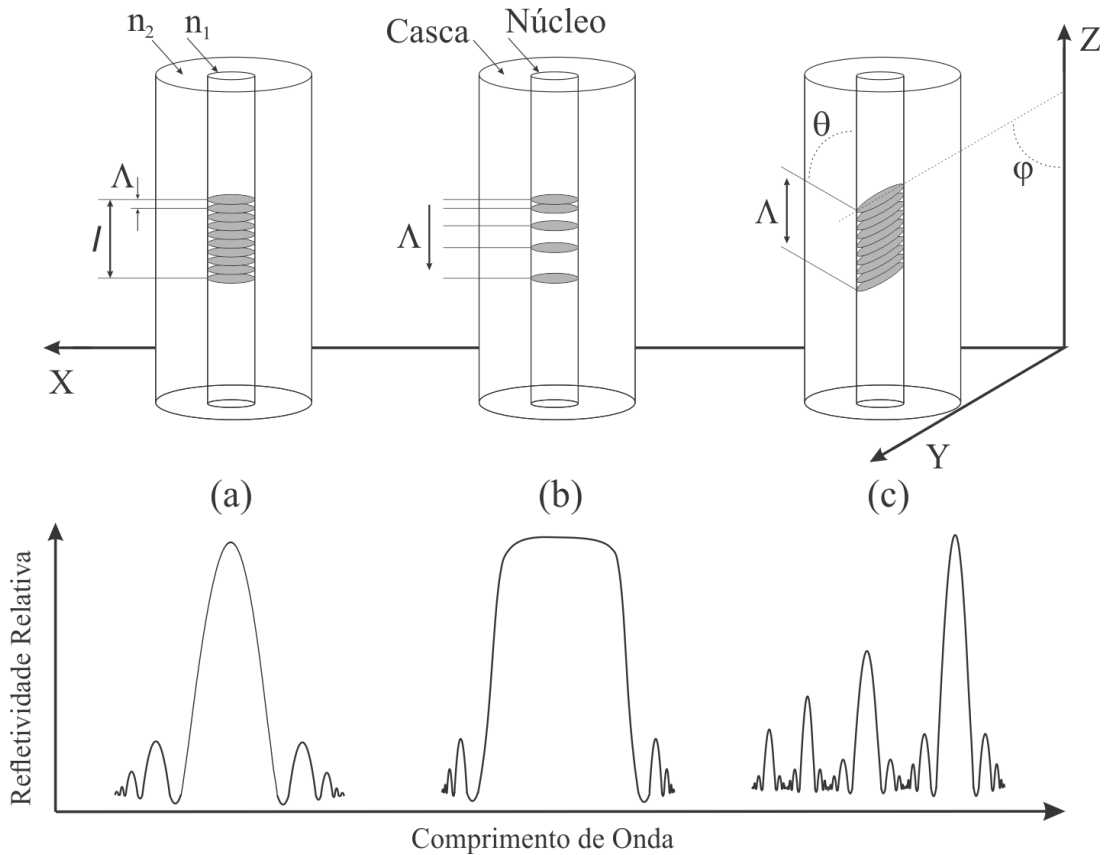 n₂ n₁
Casca Núcleo
Z
θ
φ
Λ
l
Λ
Λ
X
Y
(a) (b) (c)
Refletividade Relativa
Comprimento de Onda